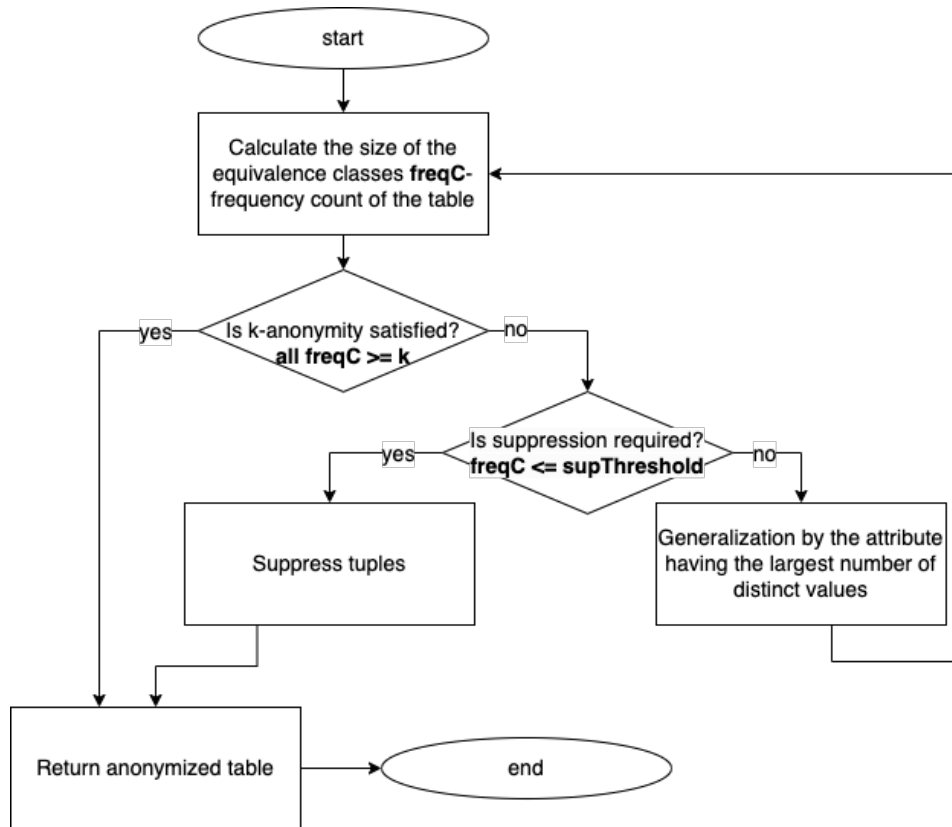 start
Calculate the size of the
equivalence classes freqC-
frequency count of the table
yes
Is k-anonymity satisfied?
all freqC >= k
no
yes
Is suppression required?
freqC <= supThreshold
no
Suppress tuples
Generalization by the attribute
having the largest number of
distinct values
Return anonymized table
end